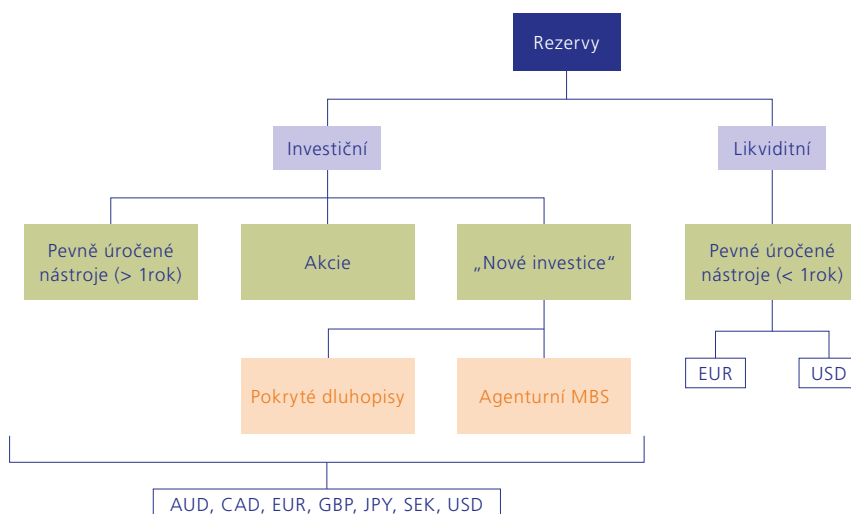 Rezervy
Investiční
Likviditní
Pevně úročené
nástroje (> 1rok)
Akcie
„Nové investice“
Pevné úročené
nástroje (< 1rok)
Pokryté dluhopisy
Agenturní MBS
EUR
USD
AUD, CAD, EUR, GBP, JPY, SEK, USD